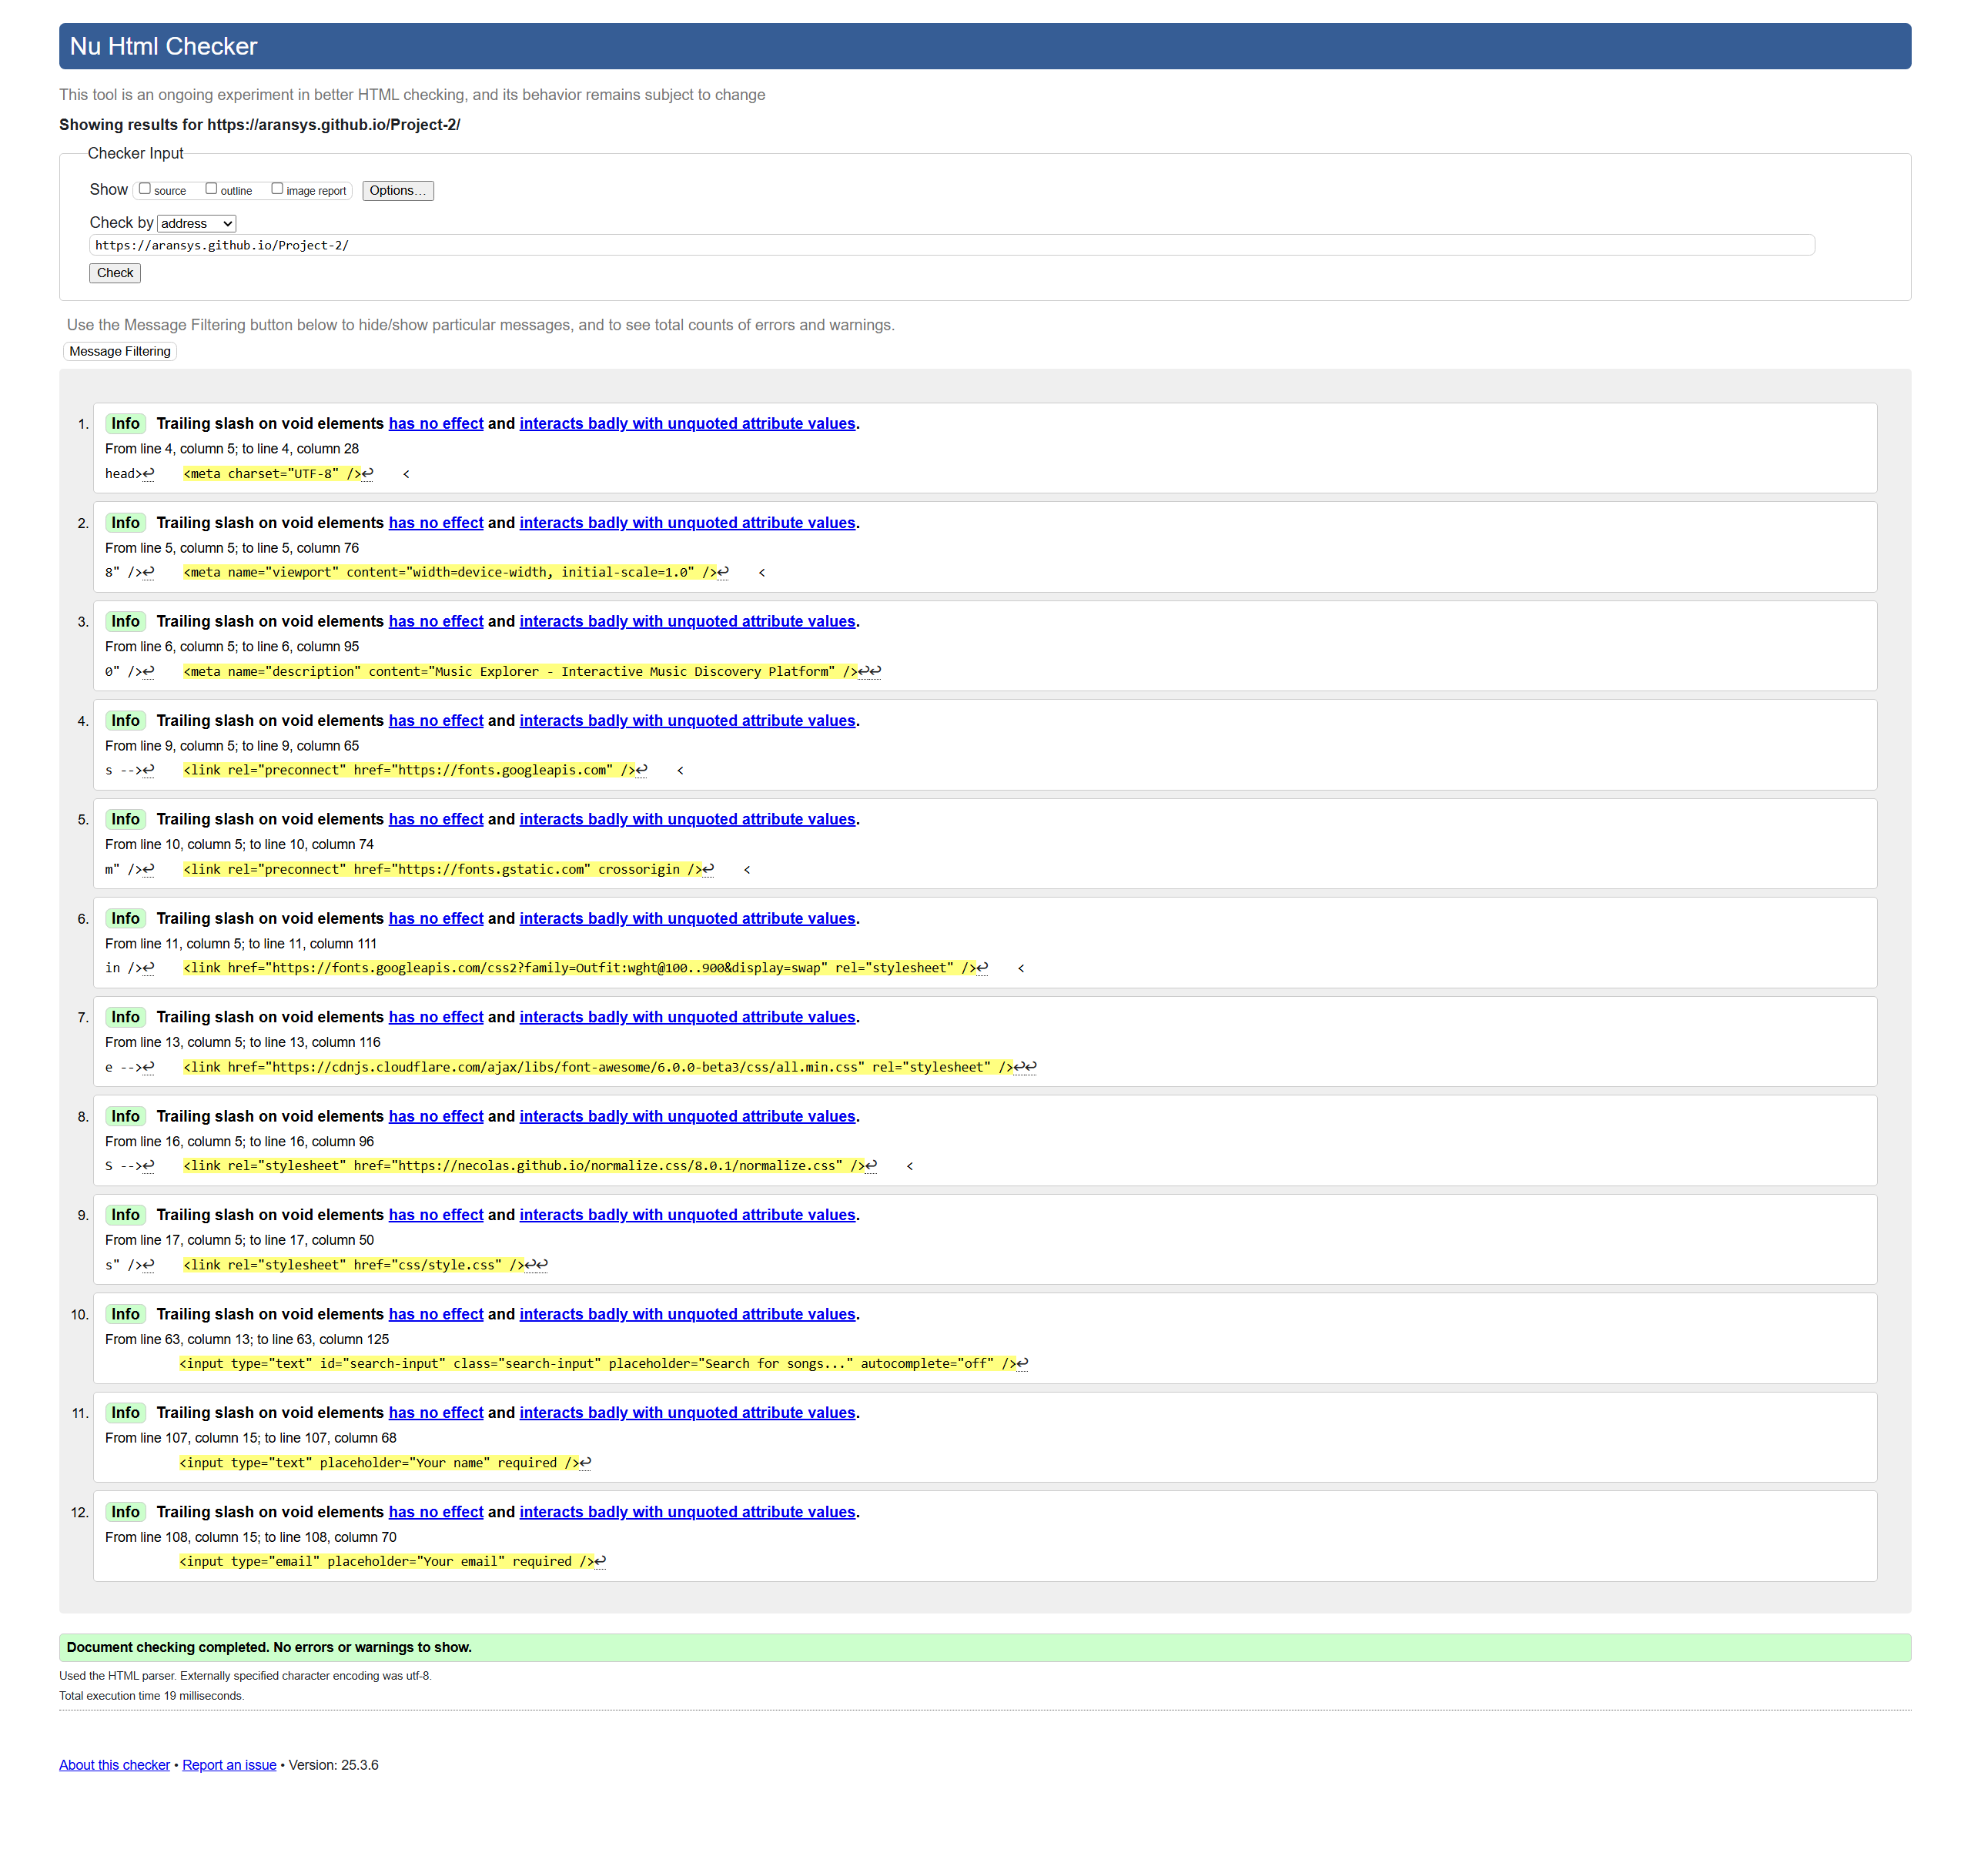 Nu Html Checker
This tool is an ongoing experiment in better HTML checking, and its behavior remains subject to change
Showing results for https://aransys.github.io/Project-2/
Checker Input
Show source outline image report Options...
Check by address
https://aransys.github.io/Project-2/
Check
Use the Message Filtering button below to hide/show particular messages, and to see total counts of errors and warnings.
Message Filtering
1. Info Trailing slash on void elements has no effect and interacts badly with unquoted attribute values.
From line 4, column 5; to line 4, column 28
head>↩ <meta charset="UTF-8" />↩ <
2. Info Trailing slash on void elements has no effect and interacts badly with unquoted attribute values.
From line 5, column 5; to line 5, column 76
8" />↩ <meta name="viewport" content="width=device-width, initial-scale=1.0" />↩ <
3. Info Trailing slash on void elements has no effect and interacts badly with unquoted attribute values.
From line 6, column 5; to line 6, column 95
0" />↩ <meta name="description" content="Music Explorer - Interactive Music Discovery Platform" />↩↩
4. Info Trailing slash on void elements has no effect and interacts badly with unquoted attribute values.
From line 9, column 5; to line 9, column 65
s -->↩ <link rel="preconnect" href="https://fonts.googleapis.com" />↩ <
5. Info Trailing slash on void elements has no effect and interacts badly with unquoted attribute values.
From line 10, column 5; to line 10, column 74
m" />↩ <link rel="preconnect" href="https://fonts.gstatic.com" crossorigin />↩ <
6. Info Trailing slash on void elements has no effect and interacts badly with unquoted attribute values.
From line 11, column 5; to line 11, column 111
in />↩ <link href="https://fonts.googleapis.com/css2?family=Outfit:wght@100..900&display=swap" rel="stylesheet" />↩ <
7. Info Trailing slash on void elements has no effect and interacts badly with unquoted attribute values.
From line 13, column 5; to line 13, column 116
e -->↩ <link href="https://cdnjs.cloudflare.com/ajax/libs/font-awesome/6.0.0-beta3/css/all.min.css" rel="stylesheet" />↩↩
8. Info Trailing slash on void elements has no effect and interacts badly with unquoted attribute values.
From line 16, column 5; to line 16, column 96
S -->↩ <link rel="stylesheet" href="https://necolas.github.io/normalize.css/8.0.1/normalize.css" />↩ <
9. Info Trailing slash on void elements has no effect and interacts badly with unquoted attribute values.
From line 17, column 5; to line 17, column 50
s" />↩ <link rel="stylesheet" href="css/style.css" />↩↩
10. Info Trailing slash on void elements has no effect and interacts badly with unquoted attribute values.
From line 63, column 13; to line 63, column 125
<input type="text" id="search-input" class="search-input" placeholder="Search for songs..." autocomplete="off" />↩
11. Info Trailing slash on void elements has no effect and interacts badly with unquoted attribute values.
From line 107, column 15; to line 107, column 68
<input type="text" placeholder="Your name" required />↩
12. Info Trailing slash on void elements has no effect and interacts badly with unquoted attribute values.
From line 108, column 15; to line 108, column 70
<input type="email" placeholder="Your email" required />↩
Document checking completed. No errors or warnings to show.
Used the HTML parser. Externally specified character encoding was utf-8.
Total execution time 19 milliseconds.
About this checker • Report an issue • Version: 25.3.6